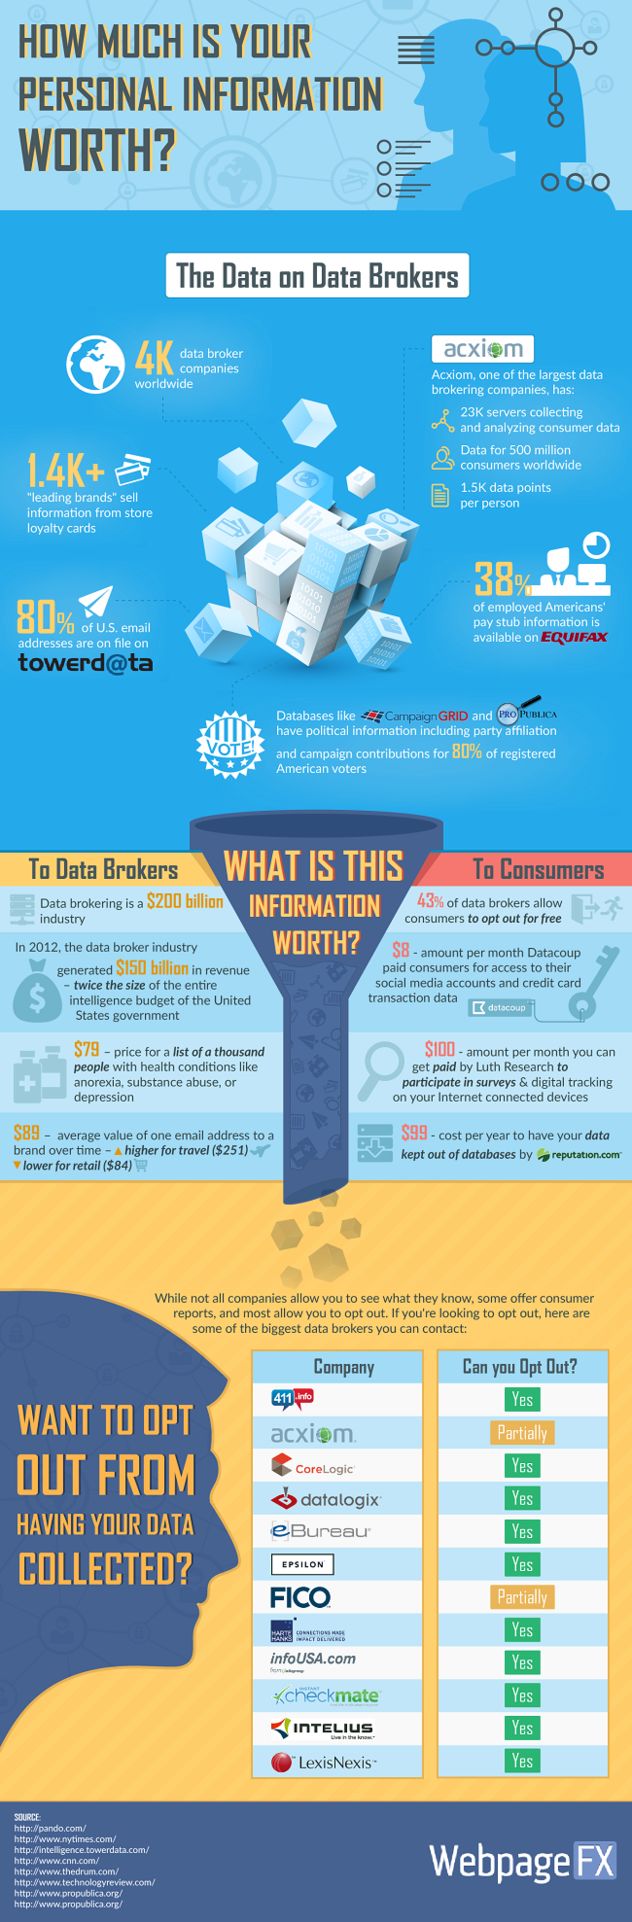 HOW MUCH IS YOUR
PERSONAL INFORMATION
WORTH?
The Data on Data Brokers
4K data broker
companies
worldwide
acxiom
Acxiom, one of the largest data
brokering companies, has:
23K servers collecting
and analyzing consumer data
Data for 500 million
consumers worldwide
1.5K data points
per person
1.4K+
"leading brands" sell
information from store
loyalty cards
38%
of employed Americans'
pay stub information is
available on EQUIFAX
80% of U.S. email
addresses are on file on
towerd@ta
VOTE!
Databases like CampaignGRID and PROPUBLICA
have political information including party affiliation
and campaign contributions for 80% of registered
American voters
WHAT IS THIS
INFORMATION
WORTH?
To Data Brokers
Data brokering is a $200 billion
industry
In 2012, the data broker industry
generated $150 billion in revenue
– twice the size of the entire
intelligence budget of the United
States government
$79 – price for a list of a thousand
people with health conditions like
anorexia, substance abuse, or
depression
$89 – average value of one email address to a
brand over time – ▲ higher for travel ($251)
▼ lower for retail ($84)
To Consumers
43% of data brokers allow
consumers to opt out for free
$8 - amount per month Datacoup
paid consumers for access to their
social media accounts and credit card
transaction data datacoup
$100 - amount per month you can
get paid by Luth Research to
participate in surveys & digital tracking
on your Internet connected devices
$99 - cost per year to have your data
kept out of databases by reputation.com
While not all companies allow you to see what they know, some offer consumer
reports, and most allow you to opt out. If you're looking to opt out, here are
some of the biggest data brokers you can contact:
WANT TO OPT
OUT FROM
HAVING YOUR DATA
COLLECTED?
Company Can you Opt Out?
411.info Yes
acxiom. Partially
CoreLogic Yes
datalogix Yes
eBureau Yes
EPSILON Yes
FICO Partially
HARTE HANKS CONNECTIONS MADE IMPACT DELIVERED Yes
infoUSA.com Yes
INSTANT checkmate Yes
INTELIUS Live in the know. Yes
LexisNexis Yes
SOURCE:
http://pando.com/
http://www.nytimes.com/
http://intelligence.towerdata.com/
http://www.cnn.com/
http://www.thedrum.com/
http://www.technologyreview.com/
http://www.propublica.org/
http://www.propublica.org/
WebpageFX